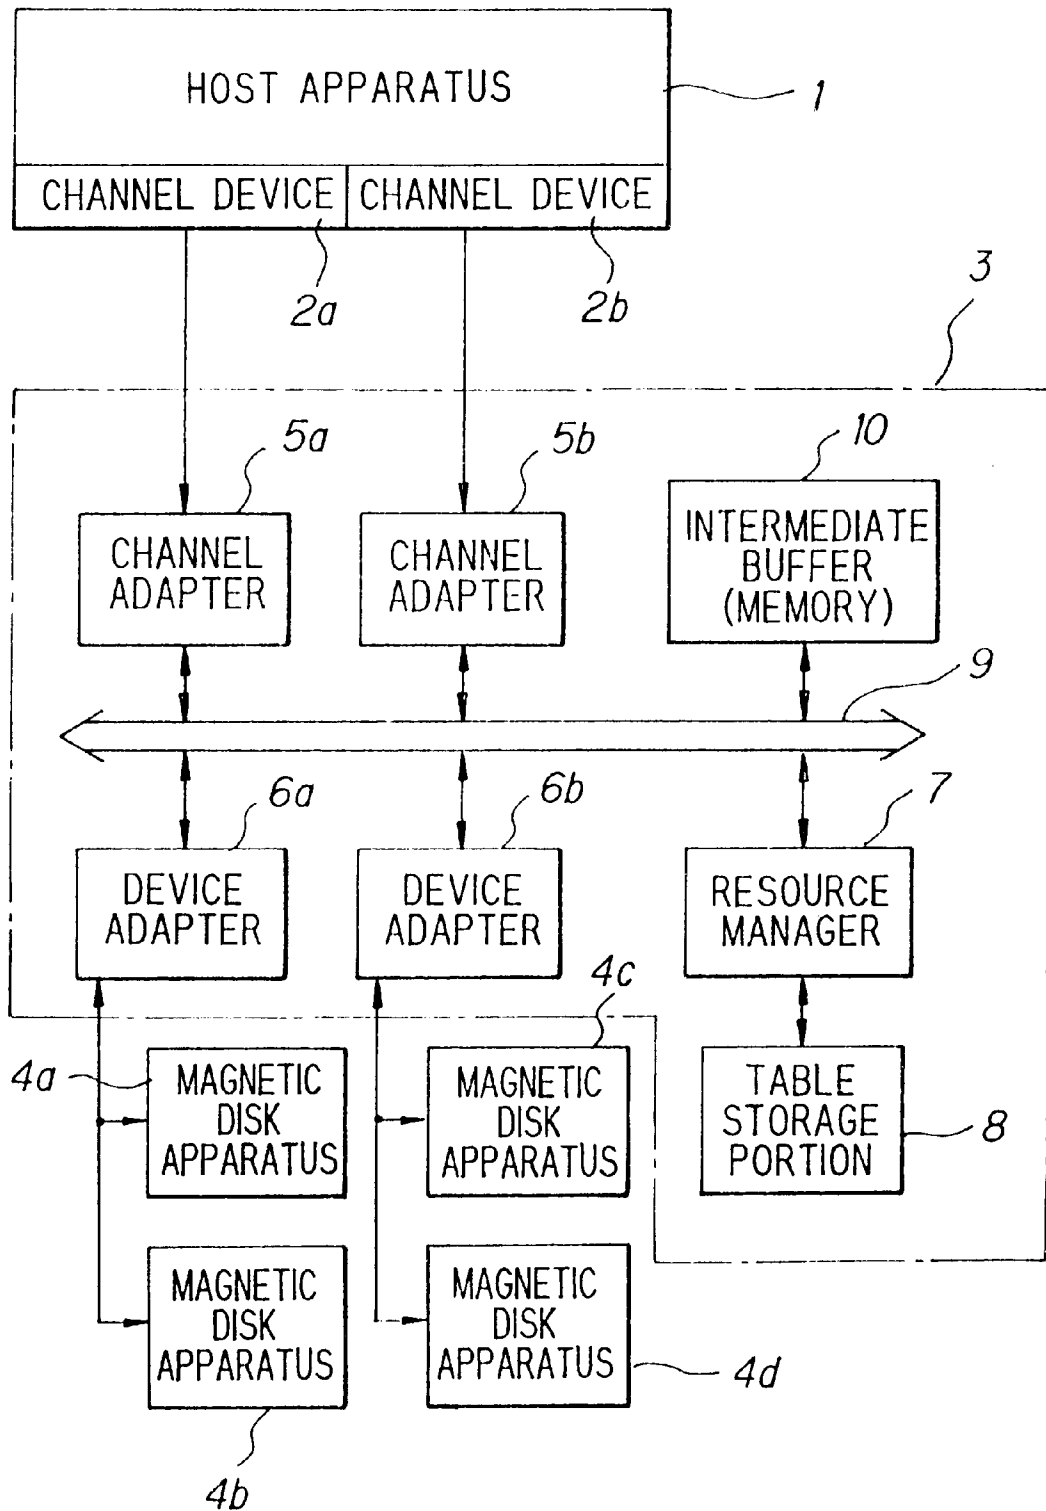 HOST APPARATUS
1
CHANNEL DEVICE
CHANNEL DEVICE
2a
2b
3
5a
5b
10
CHANNEL
ADAPTER
CHANNEL
ADAPTER
INTERMEDIATE
BUFFER
(MEMORY)
9
6a
6b
7
DEVICE
ADAPTER
DEVICE
ADAPTER
RESOURCE
MANAGER
4a
MAGNETIC
DISK
APPARATUS
4c
MAGNETIC
DISK
APPARATUS
TABLE
STORAGE
PORTION
8
MAGNETIC
DISK
APPARATUS
4b
MAGNETIC
DISK
APPARATUS
4d